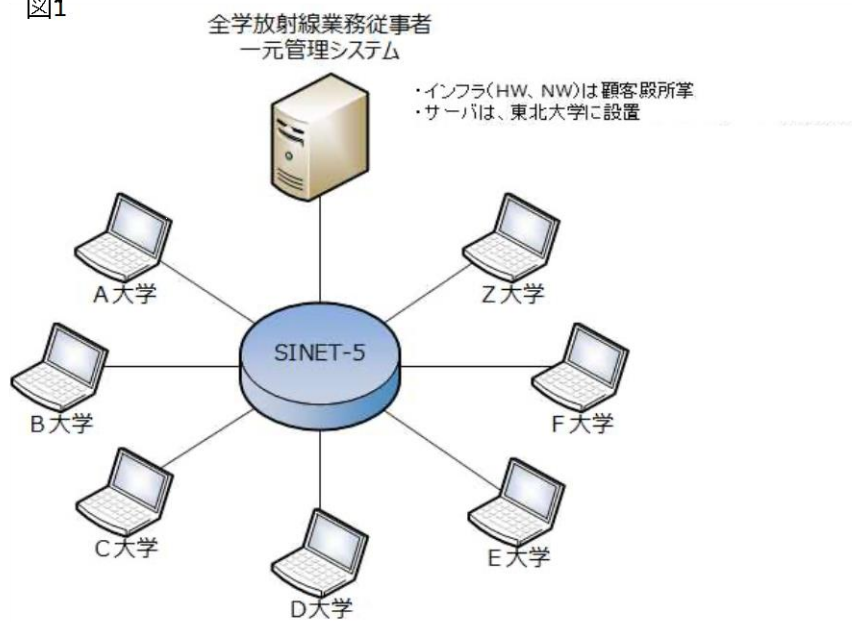 図1
全学放射線業務従事者
一元管理システム
・インフラ(HW、NW)は顧客殿所掌
・サーバは、東北大学に設置
A大学
Z大学
SINET-5
B大学
F大学
C大学
E大学
D大学